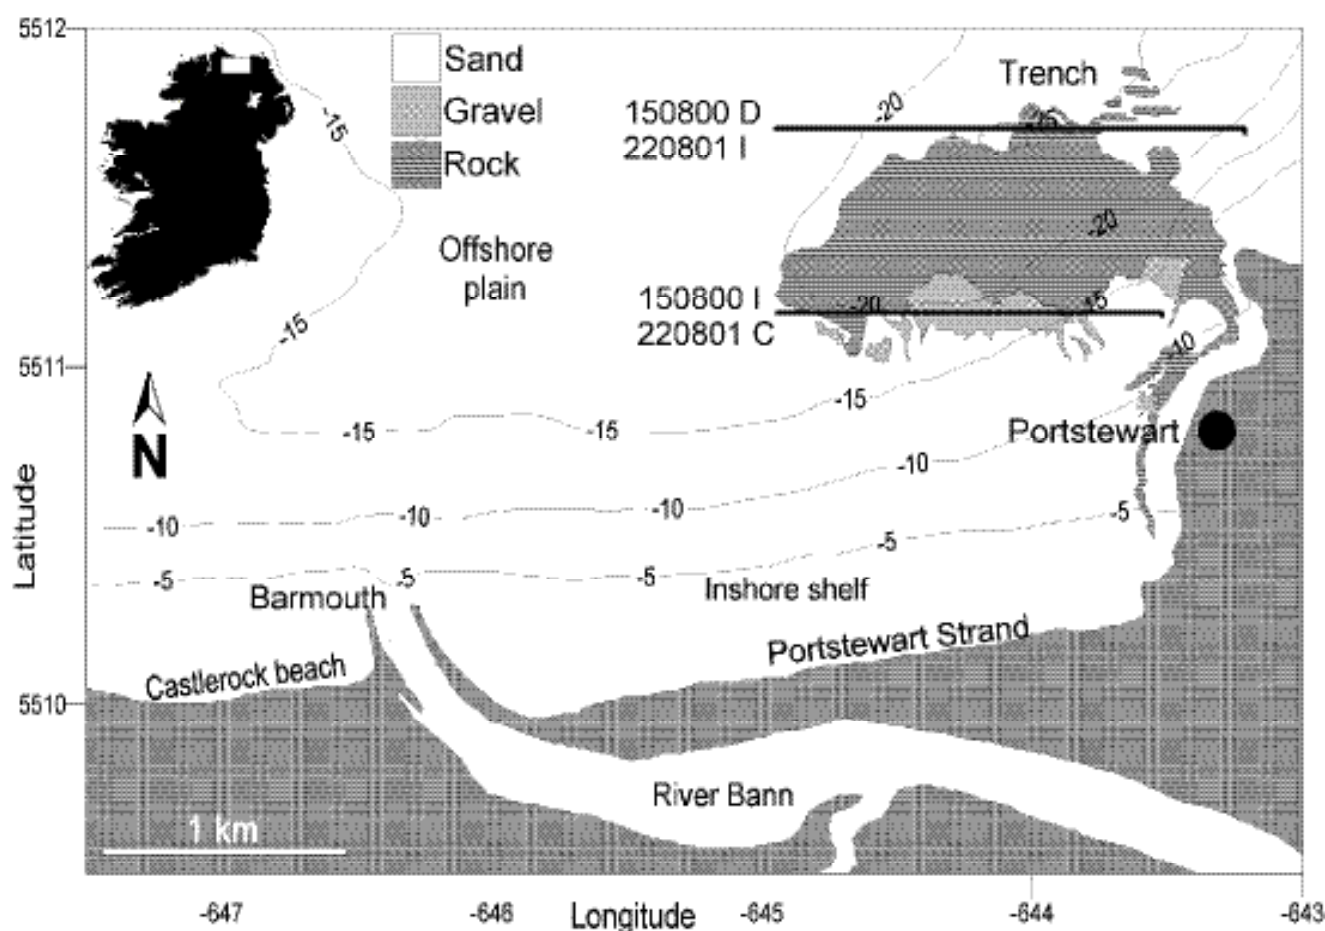 5512
Sand
Gravel
Rock
Trench
150800 D
220801 I
-15
-20
-25
-20
Offshore
plain
150800 I
220801 C
-20
-15
-15
-10
5511
N
-15
-15
-15
Portstewart
-10
-10
-10
-10
-5
-5
-5
-5
-5
Latitude
Barmouth
Inshore shelf
Portstewart Strand
Castlerock beach
5510
River Bann
1 km
-647
-646
Longitude
-645
-644
-643